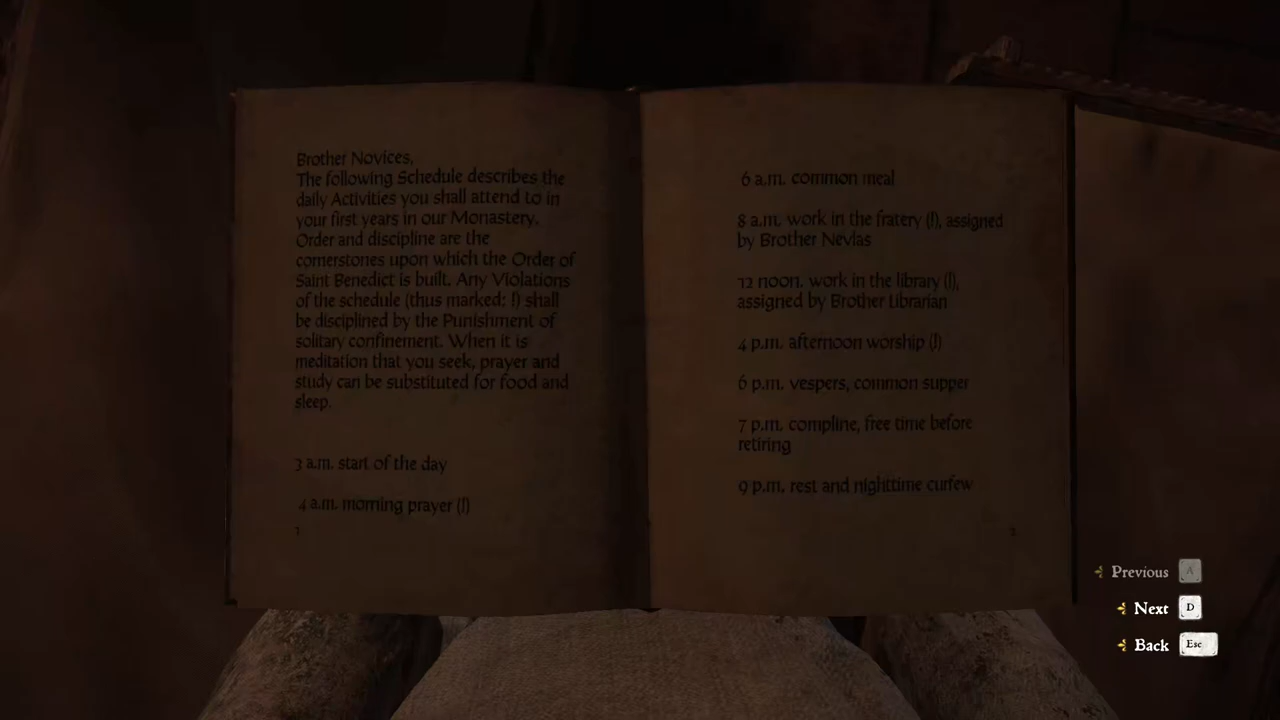 Brother Novices,
The following Schedule describes the
daily Activities you shall attend to in
your first years in our Monastery.
Order and discipline are the
cornerstones upon which the Order of
Saint Benedict is built. Any Violations
of the schedule (thus marked: !) shall
be disciplined by the Punishment of
solitary confinement. When it is
meditation that you seek, prayer and
study can be substituted for food and
sleep.
3 a.m. start of the day
4 a.m. morning prayer (!)
1
6 a.m. common meal
8 a.m. work in the fratery (!), assigned
by Brother Nevlas
12 noon. work in the library (!),
assigned by Brother Librarian
4 p.m. afternoon worship (!)
6 p.m. vespers, common supper
7 p.m. compline, free time before
retiring
9 p.m. rest and nighttime curfew
2
Previous A
Next D
Back Esc